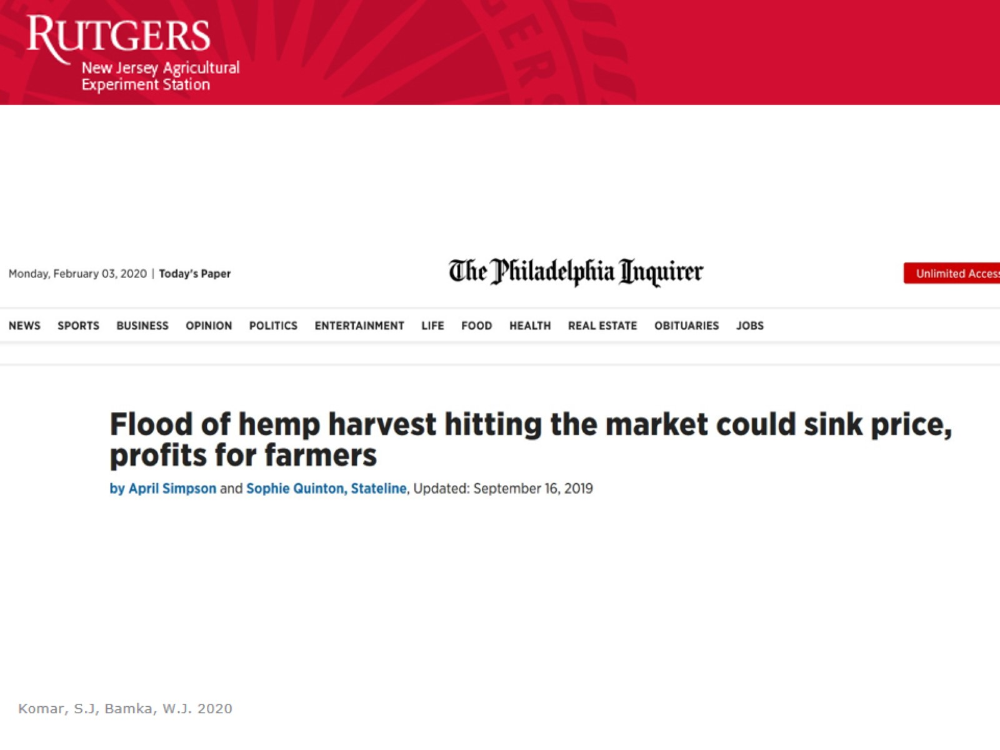 RUTGERS
New Jersey Agricultural
Experiment Station
GERS
Monday, February 03, 2020 | Today's Paper
The Philadelphia Inquirer
Unlimited Access
NEWS SPORTS BUSINESS OPINION POLITICS ENTERTAINMENT LIFE FOOD HEALTH REAL ESTATE OBITUARIES JOBS
Flood of hemp harvest hitting the market could sink price,
profits for farmers
by April Simpson and Sophie Quinton, Stateline, Updated: September 16, 2019
Komar, S.J, Bamka, W.J. 2020